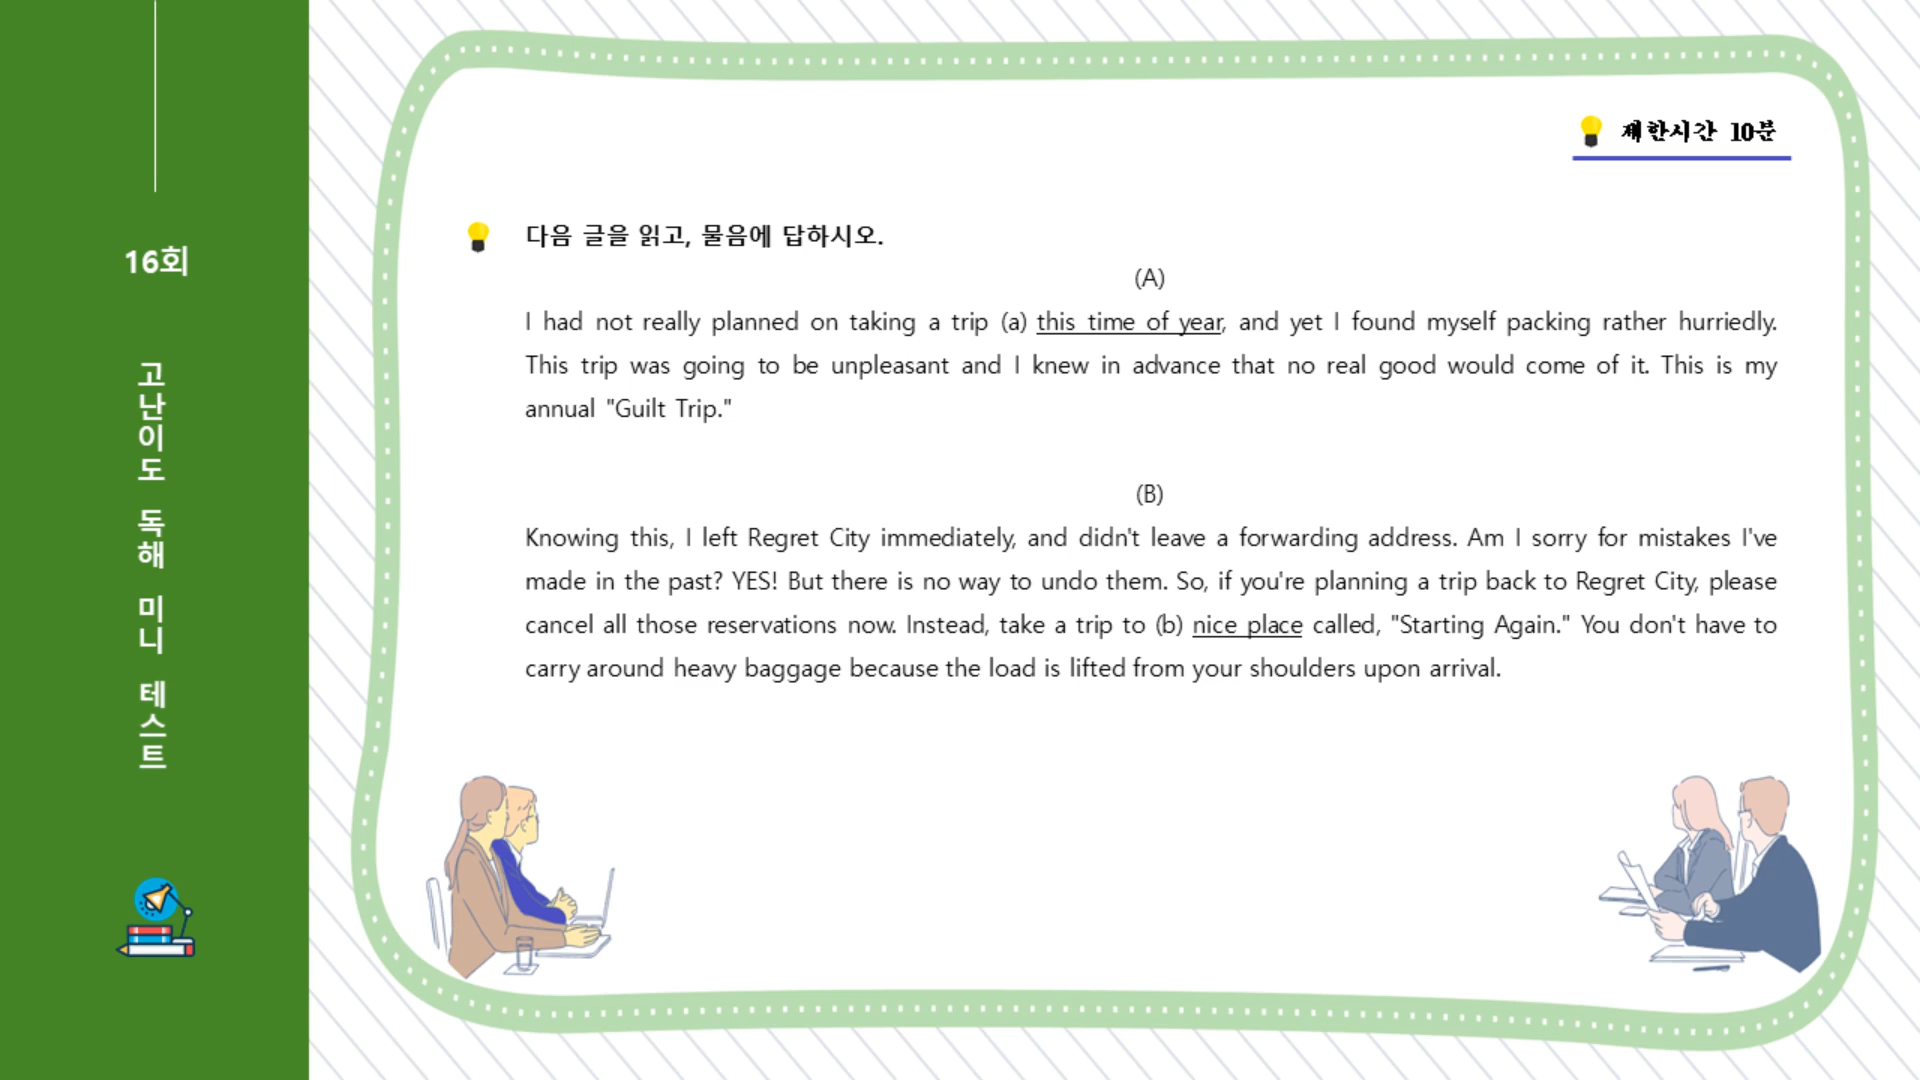 16회
고난이도 독해 미니 테스트
제한시간 10분
다음 글을 읽고, 물음에 답하시오.
(A)
I had not really planned on taking a trip (a) this time of year, and yet I found myself packing rather hurriedly.
This trip was going to be unpleasant and I knew in advance that no real good would come of it. This is my
annual "Guilt Trip."
(B)
Knowing this, I left Regret City immediately, and didn't leave a forwarding address. Am I sorry for mistakes I've
made in the past? YES! But there is no way to undo them. So, if you're planning a trip back to Regret City, please
cancel all those reservations now. Instead, take a trip to (b) nice place called, "Starting Again." You don't have to
carry around heavy baggage because the load is lifted from your shoulders upon arrival.